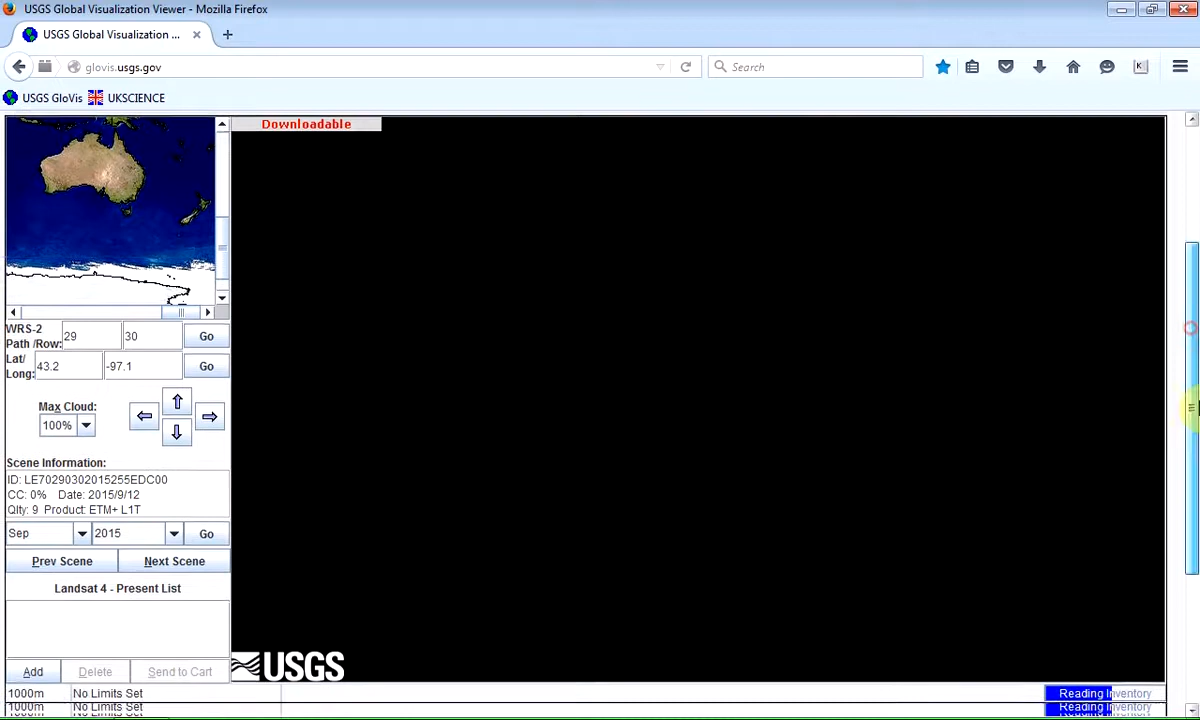 USGS Global Visualization Viewer - Mozilla Firefox
USGS Global Visualization ...
glovis.usgs.gov
Search
USGS GloVis
UKSCIENCE
Downloadable
WRS-2
Path /Row:
29
30
Go
Lat/
Long:
43.2
-97.1
Go
Max Cloud:
100%
Scene Information:
ID: LE70290302015255EDC00
CC: 0% Date: 2015/9/12
Qlty: 9 Product: ETM+ L1T
Sep
2015
Go
Prev Scene
Next Scene
Landsat 4 - Present List
Add
Delete
Send to Cart
USGS
1000m
No Limits Set
Reading Inventory
1000m
No Limits Set
Reading Inventory